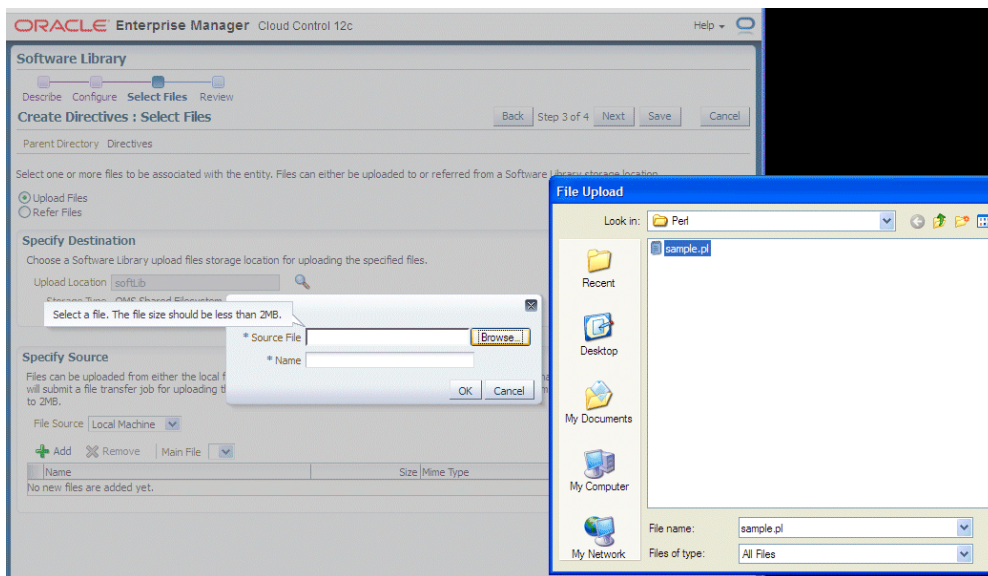 ORACLE Enterprise Manager Cloud Control 12c
Help
Software Library
Describe Configure Select Files Review
Create Directives : Select Files
Back Step 3 of 4 Next Save Cancel
Parent Directory Directives
Select one or more files to be associated with the entity. Files can either be uploaded to or referred from a Software Library storage location.
Upload Files
Refer Files
Specify Destination
Choose a Software Library upload files storage location for uploading the specified files.
Upload Location softLib
Storage Type OMS Shared Filesystem
Select a file. The file size should be less than 2MB.
* Source File Browse...
* Name
OK Cancel
Specify Source
Files can be uploaded from either the local
will submit a file transfer job for uploading
to 2MB.
File Source Local Machine
Add Remove Main File
Name Size Mime Type
No new files are added yet.
File Upload
Look in: Perl
sample.pl
Recent
Desktop
My Documents
My Computer
My Network
File name: sample.pl
Files of type: All Files